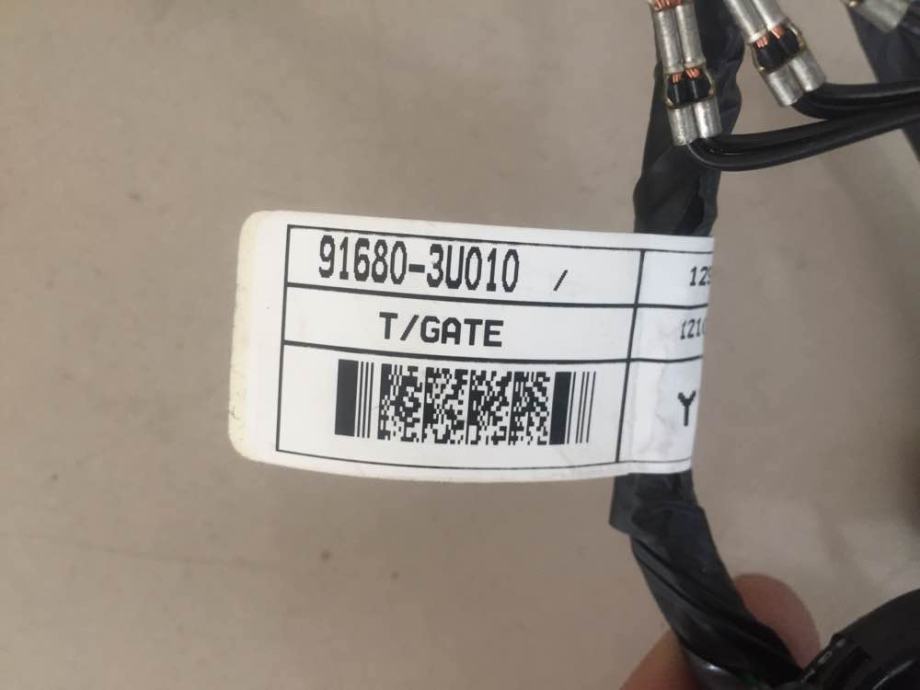 91680-3U010 /
T/GATE
Y